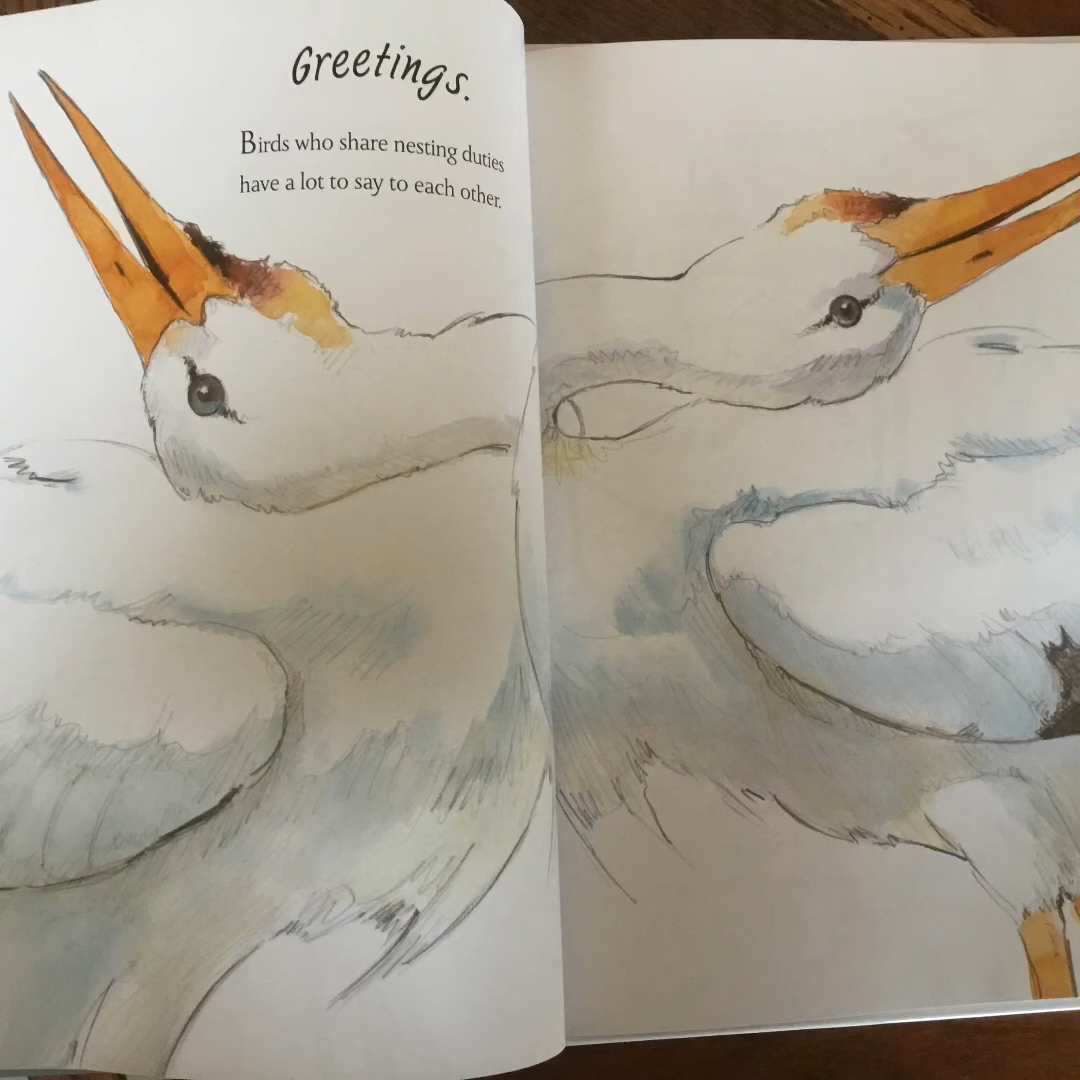 Greetings.
Birds who share nesting duties
have a lot to say to each other.